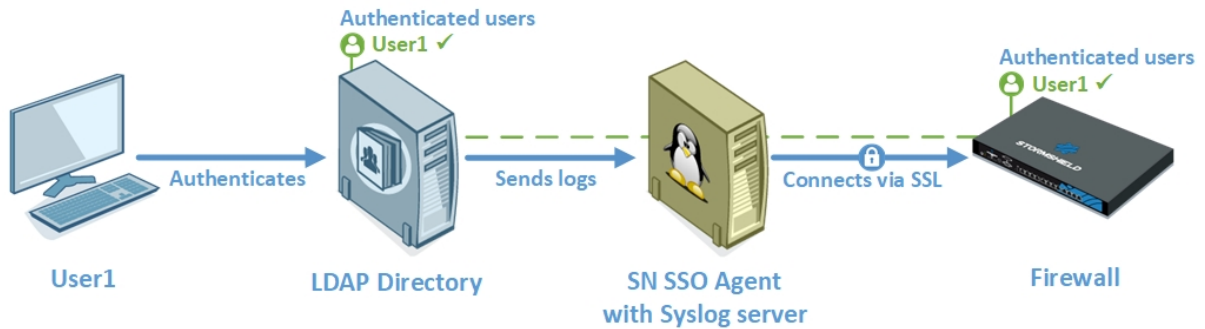 Authenticated users
User1 ✓
Authenticated users
User1 ✓
STORMSHIELD
Authenticates
Sends logs
Connects via SSL
User1
LDAP Directory
SN SSO Agent
with Syslog server
Firewall